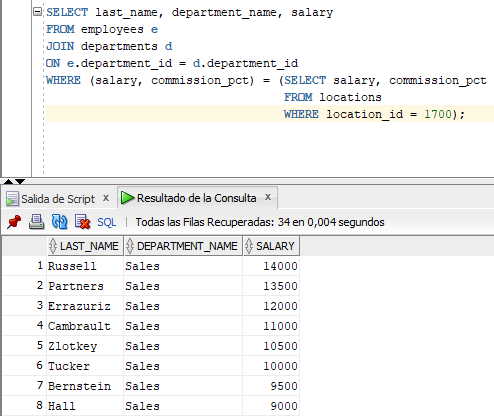 SELECT last_name, department_name, salary
FROM employees e
JOIN departments d
ON e.department_id = d.department_id
WHERE (salary, commission_pct) = (SELECT salary, commission_pct
FROM locations
WHERE location_id = 1700);
Salida de Script x Resultado de la Consulta x
SQL | Todas las Filas Recuperadas: 34 en 0,004 segundos
LAST_NAME DEPARTMENT_NAME SALARY
1 Russell Sales 14000
2 Partners Sales 13500
3 Errazuriz Sales 12000
4 Cambrault Sales 11000
5 Zlotkey Sales 10500
6 Tucker Sales 10000
7 Bernstein Sales 9500
8 Hall Sales 9000